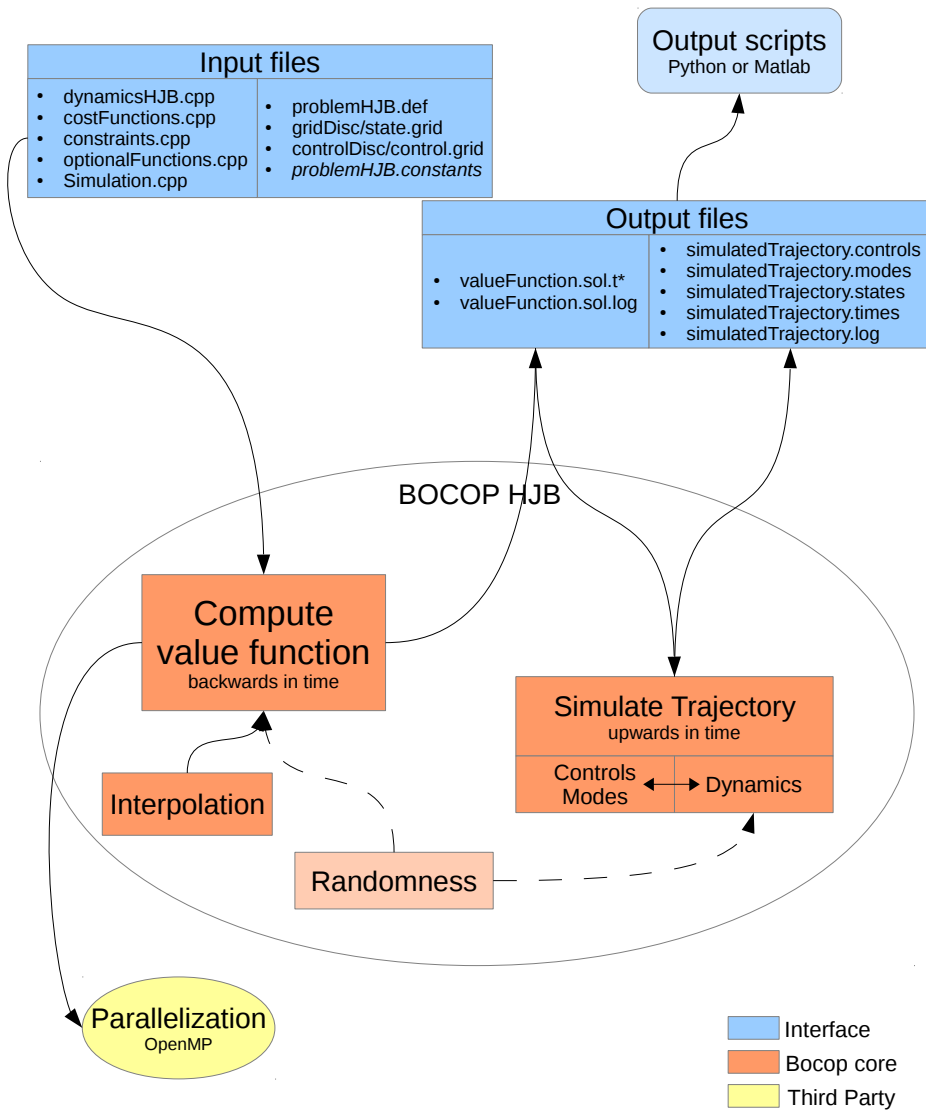 Output scripts
Python or Matlab
Input files
• dynamicsHJB.cpp
• costFunctions.cpp
• constraints.cpp
• optionalFunctions.cpp
• Simulation.cpp
• problemHJB.def
• gridDisc/state.grid
• controlDisc/control.grid
• problemHJB.constants
Output files
• valueFunction.sol.t*
• valueFunction.sol.log
• simulatedTrajectory.controls
• simulatedTrajectory.modes
• simulatedTrajectory.states
• simulatedTrajectory.times
• simulatedTrajectory.log
BOCOP HJB
Compute
value function
backwards in time
Simulate Trajectory
upwards in time
Controls
Modes
Dynamics
Interpolation
Randomness
Parallelization
OpenMP
Interface
Bocop core
Third Party